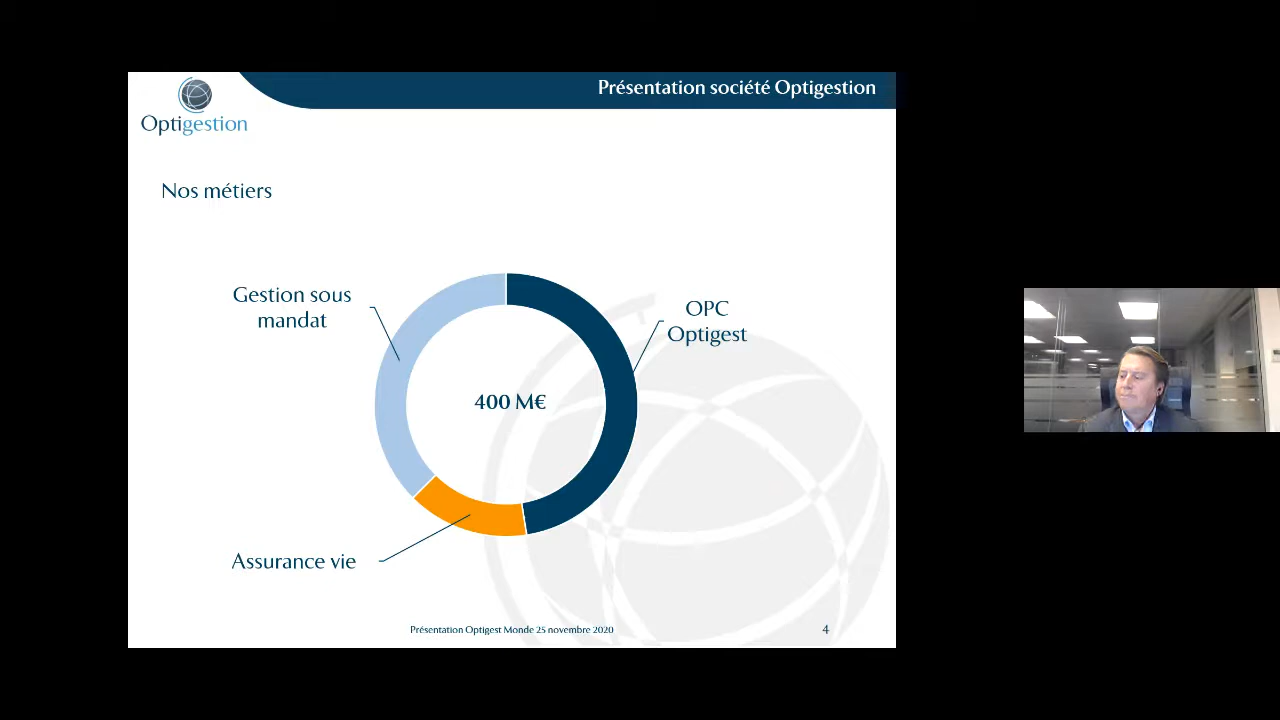 Présentation société Optigestion
Optigestion
Nos métiers
Gestion sous
mandat
OPC
Optigest
400 M€
Assurance vie
Présentation Optigest Monde 25 novembre 2020
4